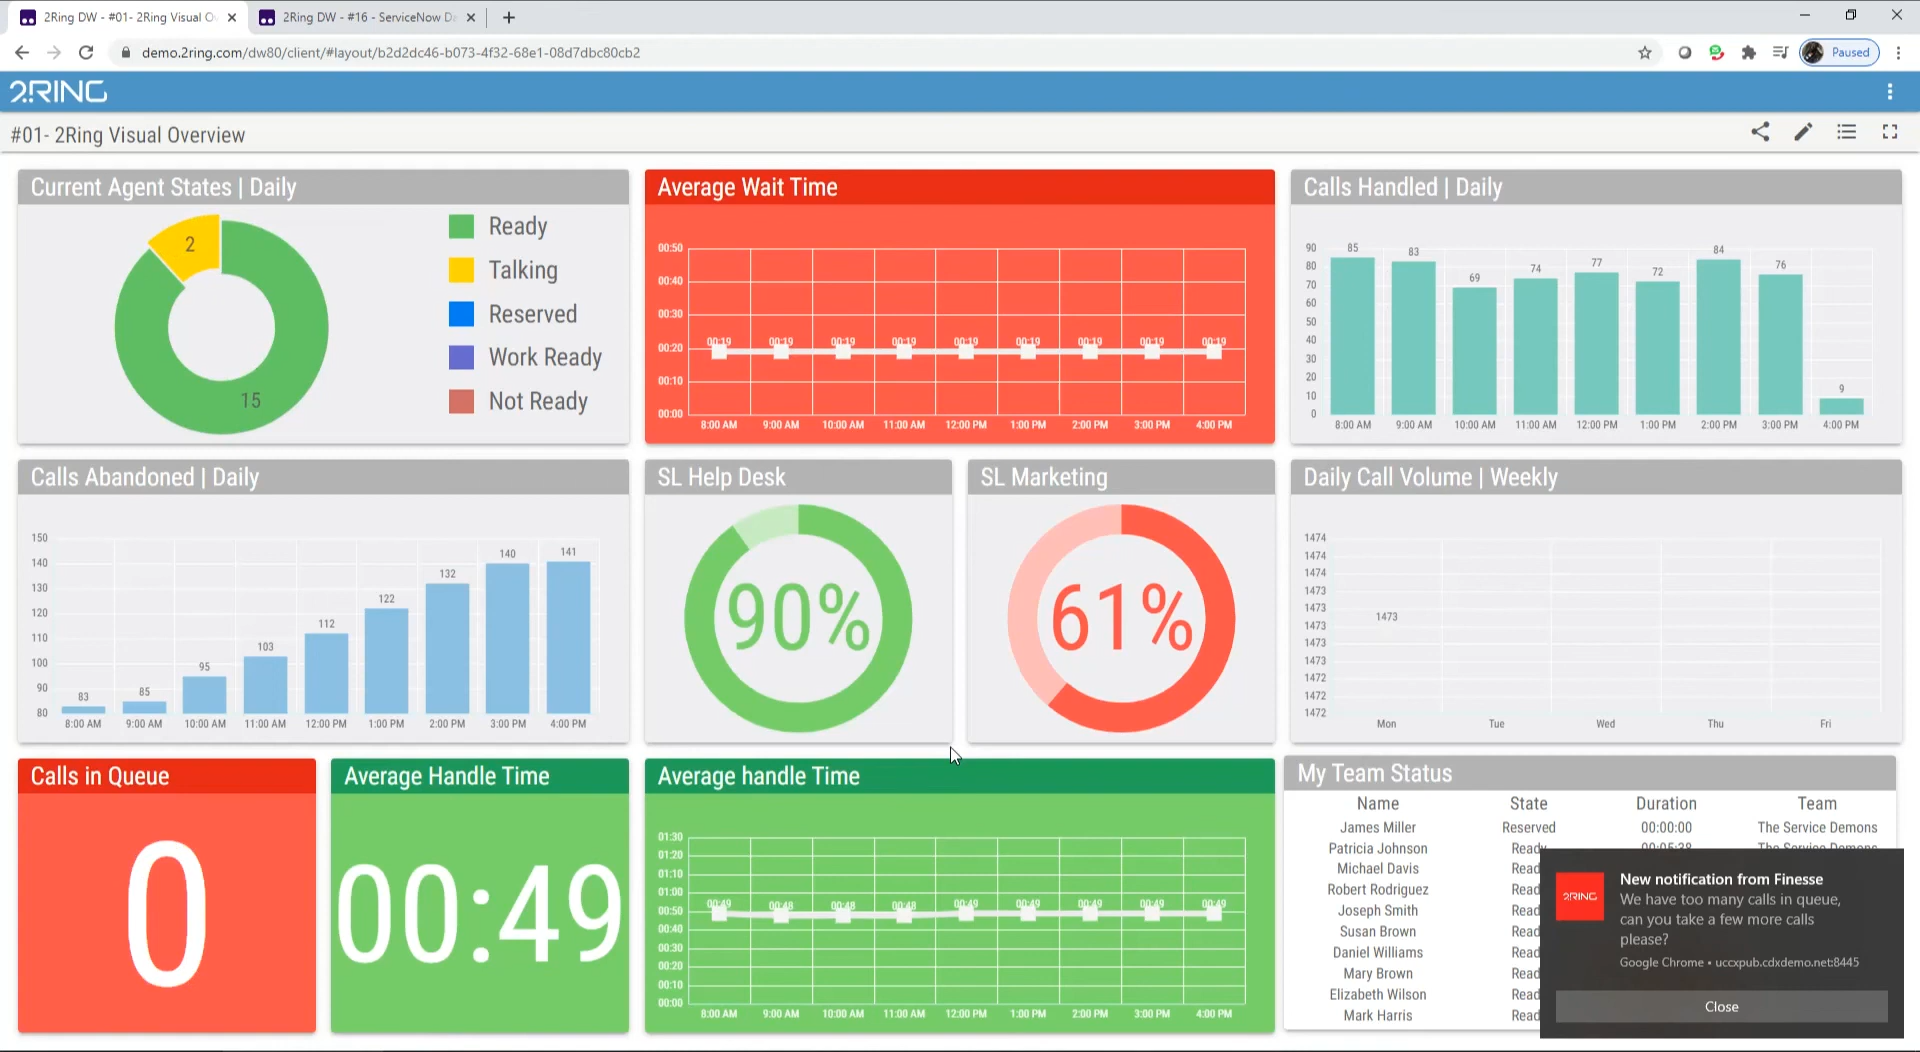 2Ring DW - #01- 2Ring Visual O
2Ring DW - #16 - ServiceNow Da
demo.2ring.com/dw80/client/#layout/b2d2dc46-b073-4f32-68e1-08d7dbc80cb2
Paused
2RING
#01- 2Ring Visual Overview
Current Agent States | Daily
2
15
Ready
Talking
Reserved
Work Ready
Not Ready
Average Wait Time
00:50
00:40
00:30
00:20
00:10
00:00
00:19 00:19 00:19 00:19 00:19 00:19 00:19 00:19 00:19
8:00 AM 9:00 AM 10:00 AM 11:00 AM 12:00 PM 1:00 PM 2:00 PM 3:00 PM 4:00 PM
Calls Handled | Daily
90
80
70
60
50
40
30
20
10
0
85 83 69 74 77 72 84 76 9
8:00 AM 9:00 AM 10:00 AM 11:00 AM 12:00 PM 1:00 PM 2:00 PM 3:00 PM 4:00 PM
Calls Abandoned | Daily
150
140
130
120
110
100
90
80
83 85 95 103 112 122 132 140 141
8:00 AM 9:00 AM 10:00 AM 11:00 AM 12:00 PM 1:00 PM 2:00 PM 3:00 PM 4:00 PM
SL Help Desk
90%
SL Marketing
61%
Daily Call Volume | Weekly
1474
1474
1474
1473
1473
1473
1473
1473
1472
1472
1472
1473
Mon Tue Wed Thu Fri
Calls in Queue
0
Average Handle Time
00:49
Average handle Time
01:30
01:20
01:10
01:00
00:50
00:40
00:30
00:20
00:10
00:00
00:49 00:48 00:48 00:48 00:49 00:49 00:49 00:49 00:49
8:00 AM 9:00 AM 10:00 AM 11:00 AM 12:00 PM 1:00 PM 2:00 PM 3:00 PM 4:00 PM
My Team Status
Name State Duration Team
James Miller Reserved 00:00:00 The Service Demons
Patricia Johnson Ready 00:05:38 The Service Demons
Michael Davis Read
Robert Rodriguez Read
Joseph Smith Read
Susan Brown Read
Daniel Williams Read
Mary Brown Read
Elizabeth Wilson Read
Mark Harris Read
2RING
New notification from Finesse
We have too many calls in queue,
can you take a few more calls
please?
Google Chrome • uccxpub.cdxdemo.net:8445
Close